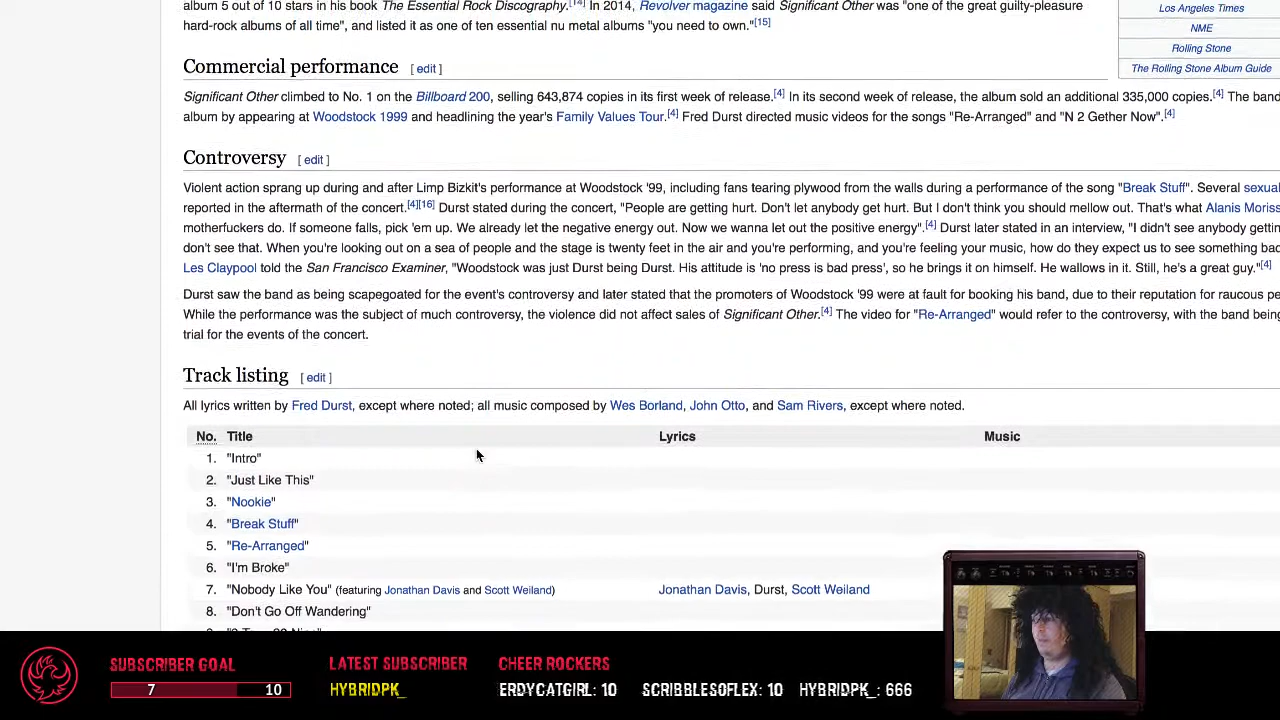 album 5 out of 10 stars in his book The Essential Rock Discography.[14] In 2014, Revolver magazine said Significant Other was "one of the great guilty-pleasure
hard-rock albums of all time", and listed it as one of ten essential nu metal albums "you need to own."[15]
Los Angeles Times
NME
Rolling Stone
The Rolling Stone Album Guide
Commercial performance [ edit ]
Significant Other climbed to No. 1 on the Billboard 200, selling 643,874 copies in its first week of release.[4] In its second week of release, the album sold an additional 335,000 copies.[4] The band
album by appearing at Woodstock 1999 and headlining the year's Family Values Tour.[4] Fred Durst directed music videos for the songs "Re-Arranged" and "N 2 Gether Now".[4]
Controversy [ edit ]
Violent action sprang up during and after Limp Bizkit's performance at Woodstock '99, including fans tearing plywood from the walls during a performance of the song "Break Stuff". Several sexual
reported in the aftermath of the concert.[4][16] Durst stated during the concert, "People are getting hurt. Don't let anybody get hurt. But I don't think you should mellow out. That's what Alanis Moriss
motherfuckers do. If someone falls, pick 'em up. We already let the negative energy out. Now we wanna let out the positive energy".[4] Durst later stated in an interview, "I didn't see anybody gettin
don't see that. When you're looking out on a sea of people and the stage is twenty feet in the air and you're performing, and you're feeling your music, how do they expect us to see something bad
Les Claypool told the San Francisco Examiner, "Woodstock was just Durst being Durst. His attitude is 'no press is bad press', so he brings it on himself. He wallows in it. Still, he's a great guy."[4]
Durst saw the band as being scapegoated for the event's controversy and later stated that the promoters of Woodstock '99 were at fault for booking his band, due to their reputation for raucous pe
While the performance was the subject of much controversy, the violence did not affect sales of Significant Other.[4] The video for "Re-Arranged" would refer to the controversy, with the band being
trial for the events of the concert.
Track listing [ edit ]
All lyrics written by Fred Durst, except where noted; all music composed by Wes Borland, John Otto, and Sam Rivers, except where noted.
No. Title Lyrics Music
1. "Intro"
2. "Just Like This"
3. "Nookie"
4. "Break Stuff"
5. "Re-Arranged"
6. "I'm Broke"
7. "Nobody Like You" (featuring Jonathan Davis and Scott Weiland) Jonathan Davis, Durst, Scott Weiland
8. "Don't Go Off Wandering"
SUBSCRIBER GOAL
7 10
LATEST SUBSCRIBER
HYBRIDPK_
CHEER ROCKERS
ERDYCATGIRL: 10 SCRIBBLESOFLEX: 10 HYBRIDPK_: 666